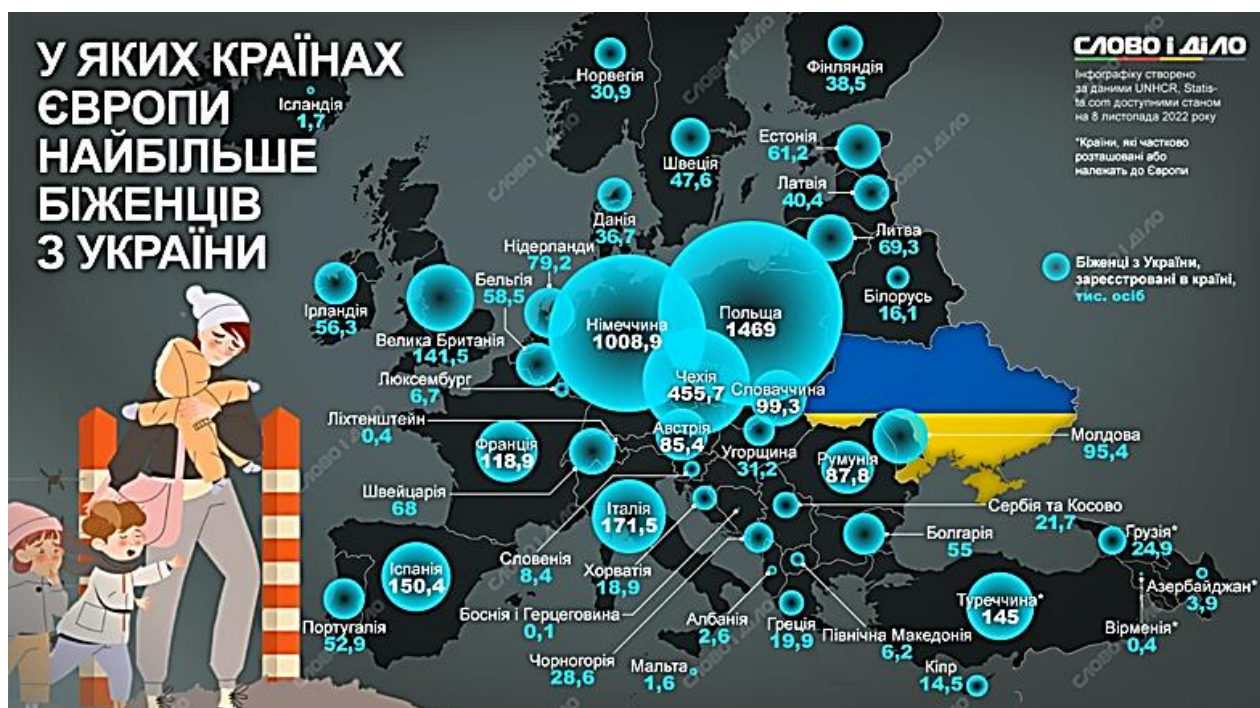 У ЯКИХ КРАЇНАХ
ЄВРОПИ
НАЙБІЛЬШЕ
БІЖЕНЦІВ
З УКРАЇНИ
СЛОВО і ДІЛО
Інфографіку створено
за даними UNHCR, Statis-
ta.com доступними станом
на 8 листопада 2022 року
*Країни, які частково
розташовані або
належать до Європи
Біженці з України,
зареєстровані в країні,
тис. осіб
Ісландія
1,7
Норвегія
30,9
Фінляндія
38,5
Швеція
47,6
Естонія
61,2
Латвія
40,4
Литва
69,3
Данія
36,7
Нідерланди
79,2
Бельгія
58,5
Білорусь
16,1
Ірландія
56,3
Велика Британія
141,5
Німеччина
1008,9
Польща
1469
Люксембург
6,7
Чехія
455,7
Словаччина
99,3
Ліхтенштейн
0,4
Франція
118,9
Австрія
85,4
Угорщина
31,2
Румунія
87,8
Молдова
95,4
Швейцарія
68
Італія
171,5
Сербія та Косово
21,7
Словенія
8,4
Хорватія
18,9
Болгарія
55
Грузія*
24,9
Іспанія
150,4
Португалія
52,9
Боснія і Герцеговина
0,1
Албанія
2,6
Греція
19,9
Північна Македонія
6,2
Туреччина*
145
Азербайджан*
3,9
Вірменія*
0,4
Чорногорія
28,6
Мальта
1,6
Кіпр
14,5